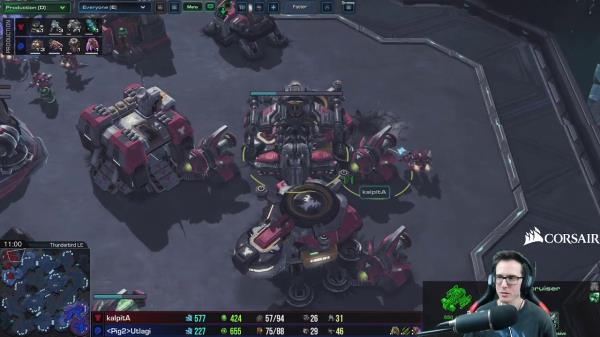 Production (D) Everyone (E) Menu Faster
PRODUCTION
kalpitA
CORSAIR
11:00 Thunderbird LE
kalpitA 577 424 57/94 26 31
<Pig2>Utlagi 227 655 75/88 29 46